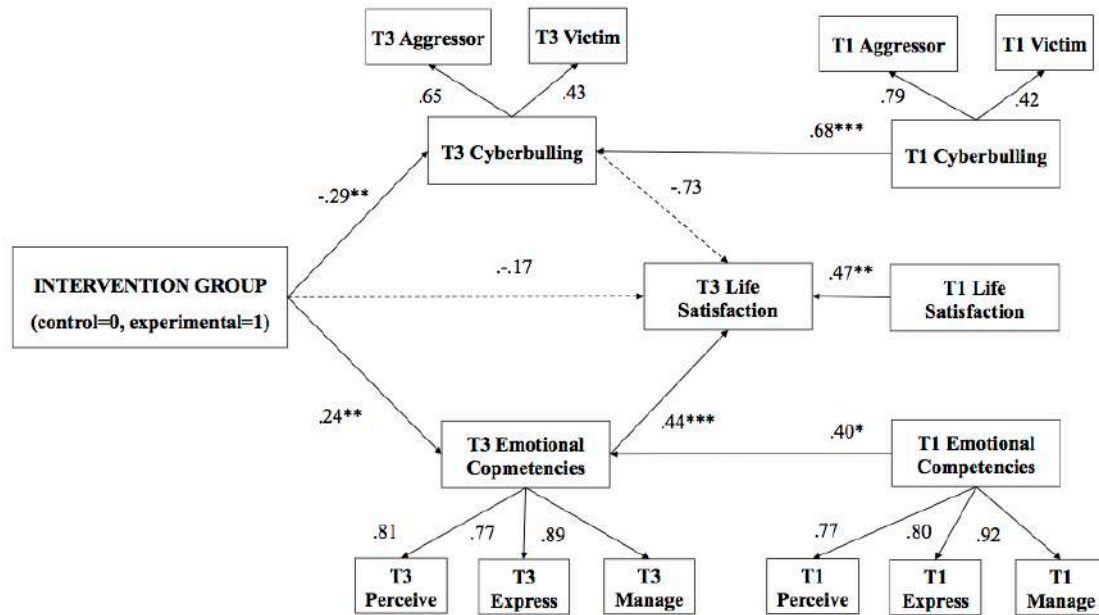 T3 Aggressor
T3 Victim
T1 Aggressor
T1 Victim
.65
.43
.79
.42
T3 Cyberbulling
.68***
T1 Cyberbulling
-.29**
-.73
INTERVENTION GROUP
(control=0, experimental=1)
.-.17
T3 Life
Satisfaction
.47**
T1 Life
Satisfaction
.24**
T3 Emotional
Copmetencies
.44***
.40*
T1 Emotional
Competencies
.81
.77
.89
.77
.80
.92
T3
Perceive
T3
Express
T3
Manage
T1
Perceive
T1
Express
T1
Manage